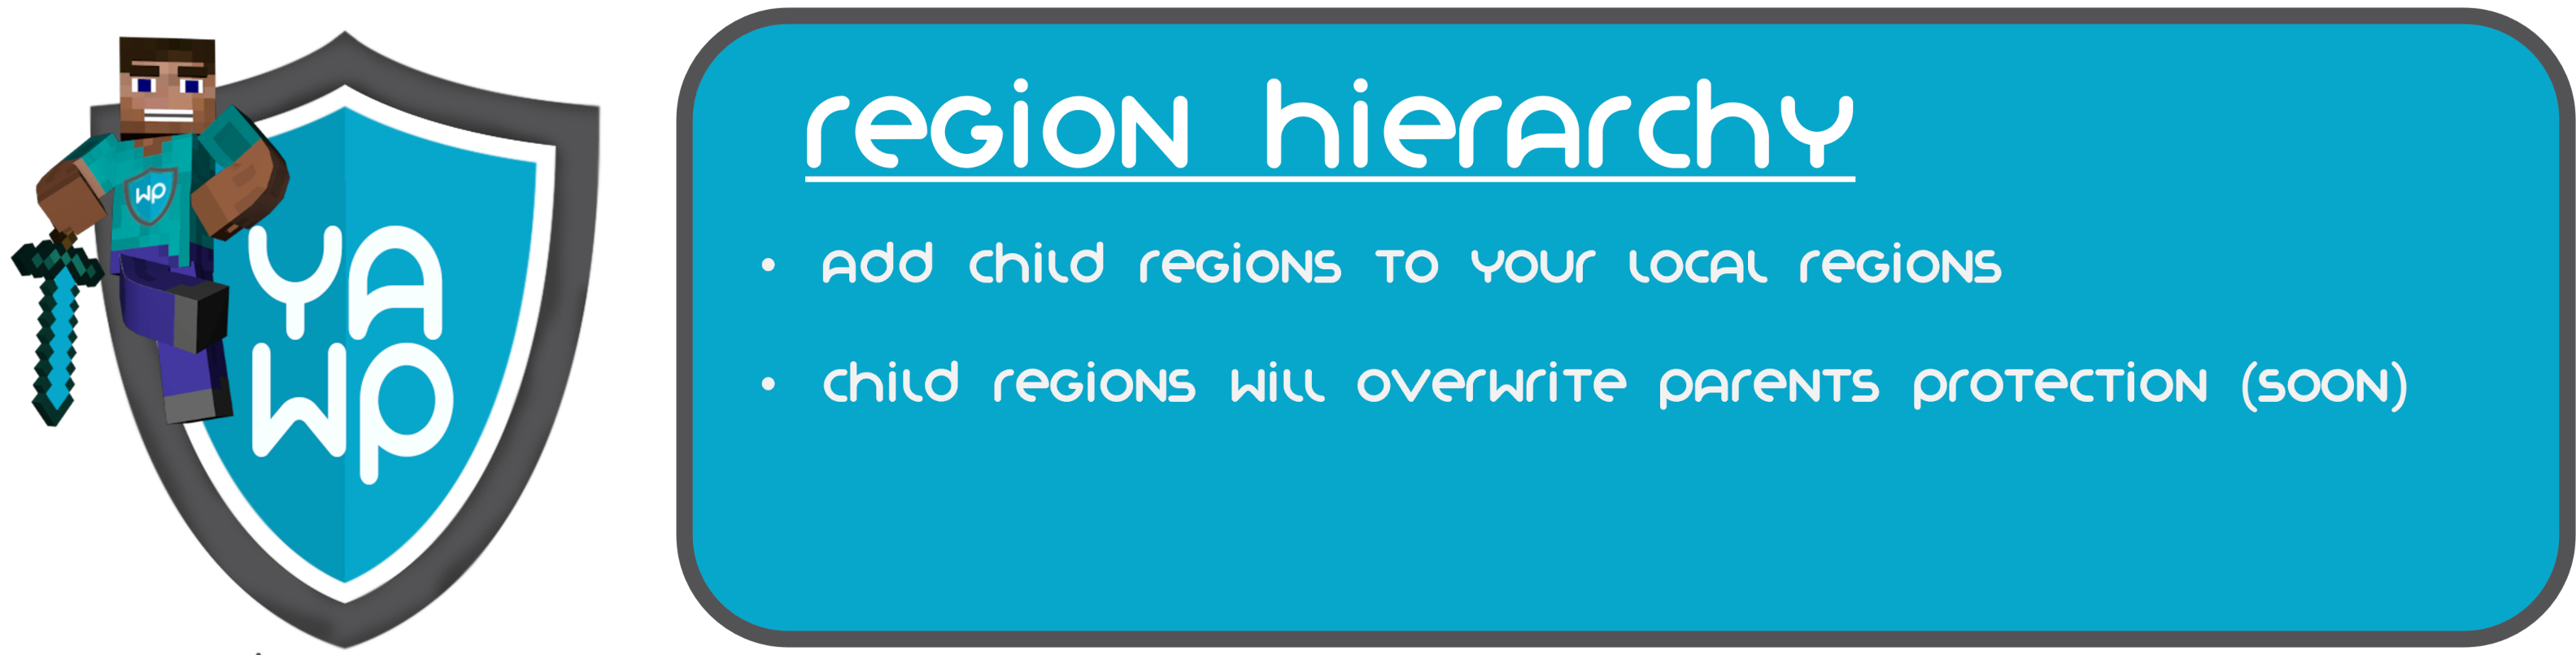 wp
YA
WP
REGION HIERARCHY
• ADD CHILD REGIONS TO YOUR LOCAL REGIONS
• CHILD REGIONS WILL OVERWRITE PARENTS PROTECTION (SOON)